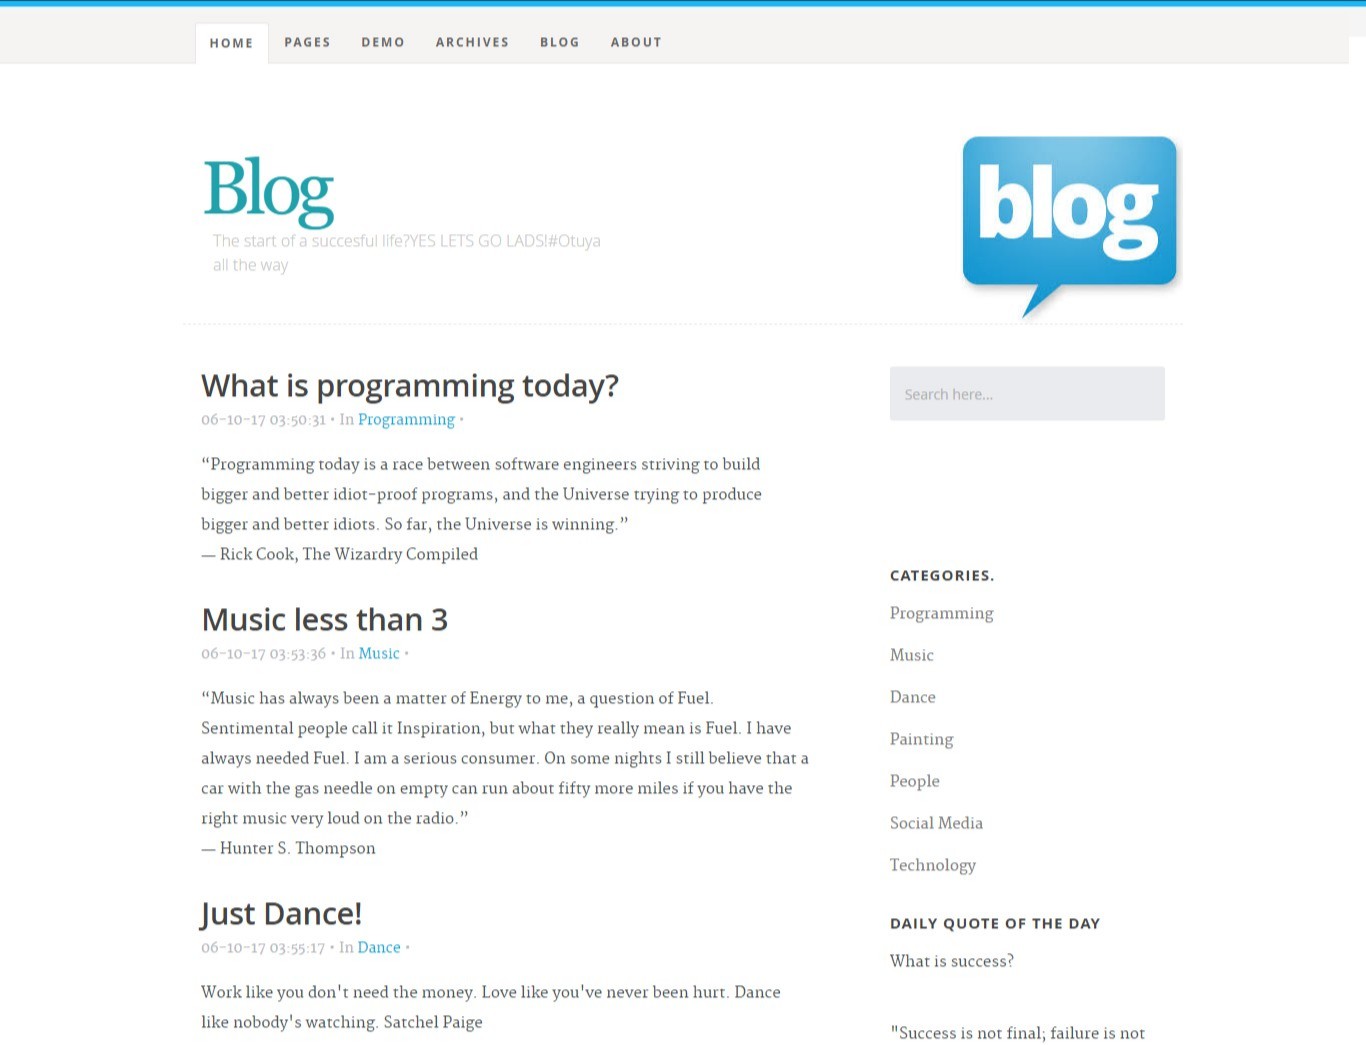 HOME PAGES DEMO ARCHIVES BLOG ABOUT
Blog
The start of a succesful life?YES LETS GO LADS!#Otuya
all the way
blog
What is programming today?
06-10-17 03:50:31 • In Programming •
“Programming today is a race between software engineers striving to build
bigger and better idiot-proof programs, and the Universe trying to produce
bigger and better idiots. So far, the Universe is winning.”
— Rick Cook, The Wizardry Compiled
Music less than 3
06-10-17 03:53:36 • In Music •
“Music has always been a matter of Energy to me, a question of Fuel.
Sentimental people call it Inspiration, but what they really mean is Fuel. I have
always needed Fuel. I am a serious consumer. On some nights I still believe that a
car with the gas needle on empty can run about fifty more miles if you have the
right music very loud on the radio.”
— Hunter S. Thompson
Just Dance!
06-10-17 03:55:17 • In Dance •
Work like you don't need the money. Love like you've never been hurt. Dance
like nobody's watching. Satchel Paige
Search here...
CATEGORIES.
Programming
Music
Dance
Painting
People
Social Media
Technology
DAILY QUOTE OF THE DAY
What is success?
"Success is not final; failure is not